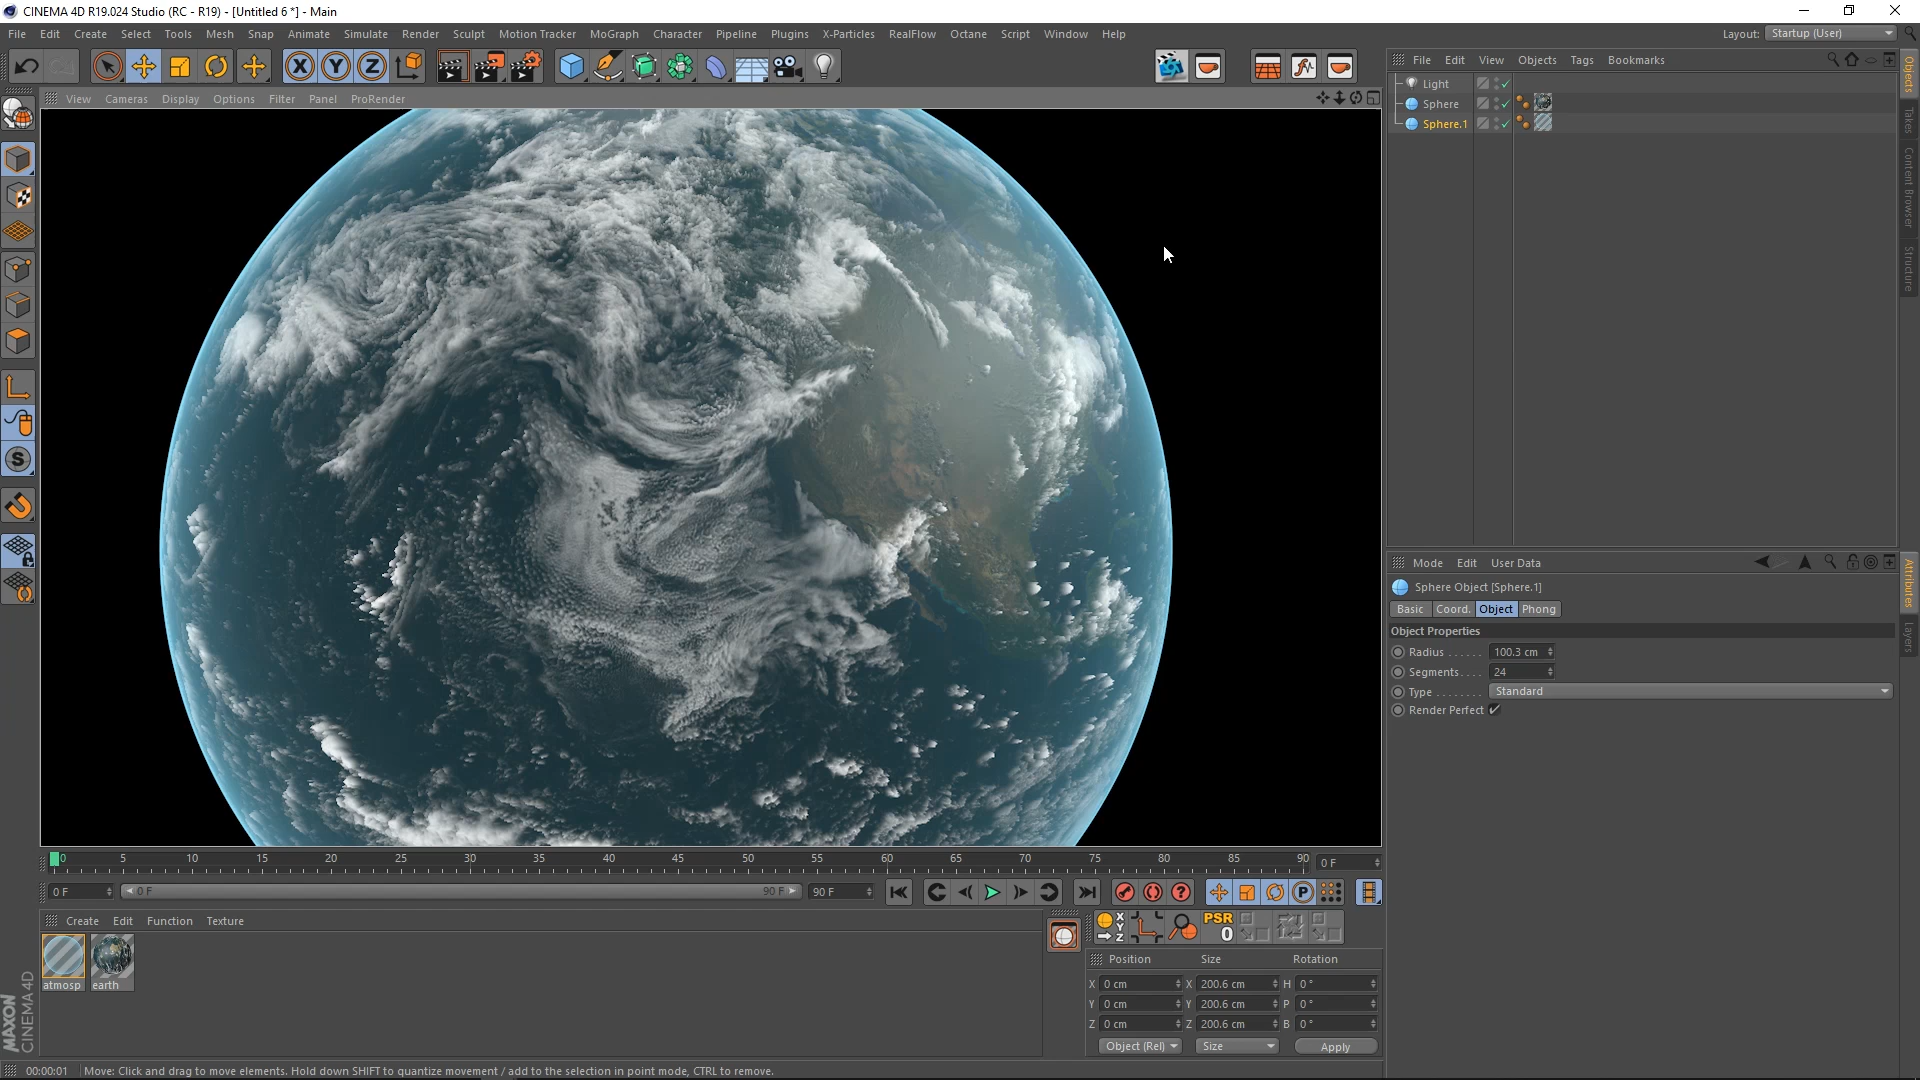 CINEMA 4D R19.024 Studio (RC - R19) - [Untitled 6 *] - Main
File Edit Create Select Tools Mesh Snap Animate Simulate Render Sculpt Motion Tracker MoGraph Character Pipeline Plugins X-Particles RealFlow Octane Script Window Help
Layout: Startup (User)
X Y Z
View Cameras Display Options Filter Panel ProRender
File Edit View Objects Tags Bookmarks
Light
Sphere
Sphere.1
Objects
Takes
Content Browser
Structure
S
Mode Edit User Data
Sphere Object [Sphere.1]
Basic Coord. Object Phong
Object Properties
Radius . . . . . . 100.3 cm
Segments. . . . 24
Type . . . . . . . . Standard
Render Perfect
Attributes
Layers
0 5 10 15 20 25 30 35 40 45 50 55 60 65 70 75 80 85 90 0 F
0 F 0 F 90 F 90 F
? P
Create Edit Function Texture
X Y Z PSR 0
atmosp earth
Position Size Rotation
X 0 cm X 200.6 cm H 0 °
Y 0 cm Y 200.6 cm P 0 °
Z 0 cm Z 200.6 cm B 0 °
Object (Rel) Size Apply
MAXON
CINEMA 4D
00:00:01 Move: Click and drag to move elements. Hold down SHIFT to quantize movement / add to the selection in point mode, CTRL to remove.